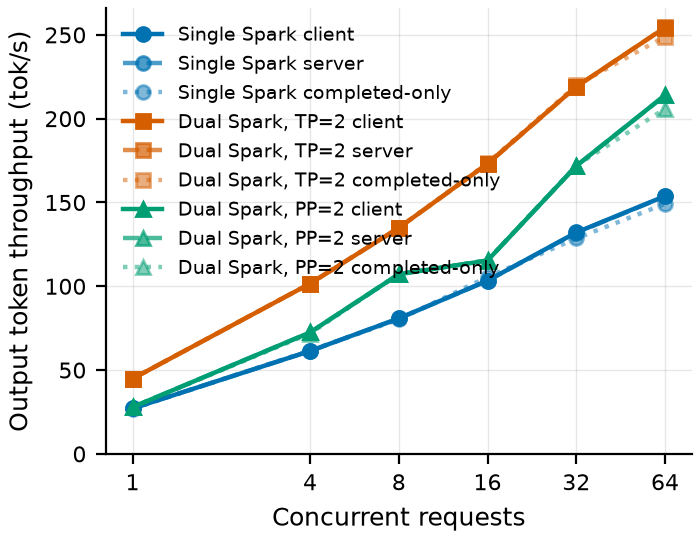 Output token throughput (tok/s)
250
200
150
100
50
0
Single Spark client
Single Spark server
Single Spark completed-only
Dual Spark, TP=2 client
Dual Spark, TP=2 server
Dual Spark, TP=2 completed-only
Dual Spark, PP=2 client
Dual Spark, PP=2 server
Dual Spark, PP=2 completed-only
1 4 8 16 32 64
Concurrent requests